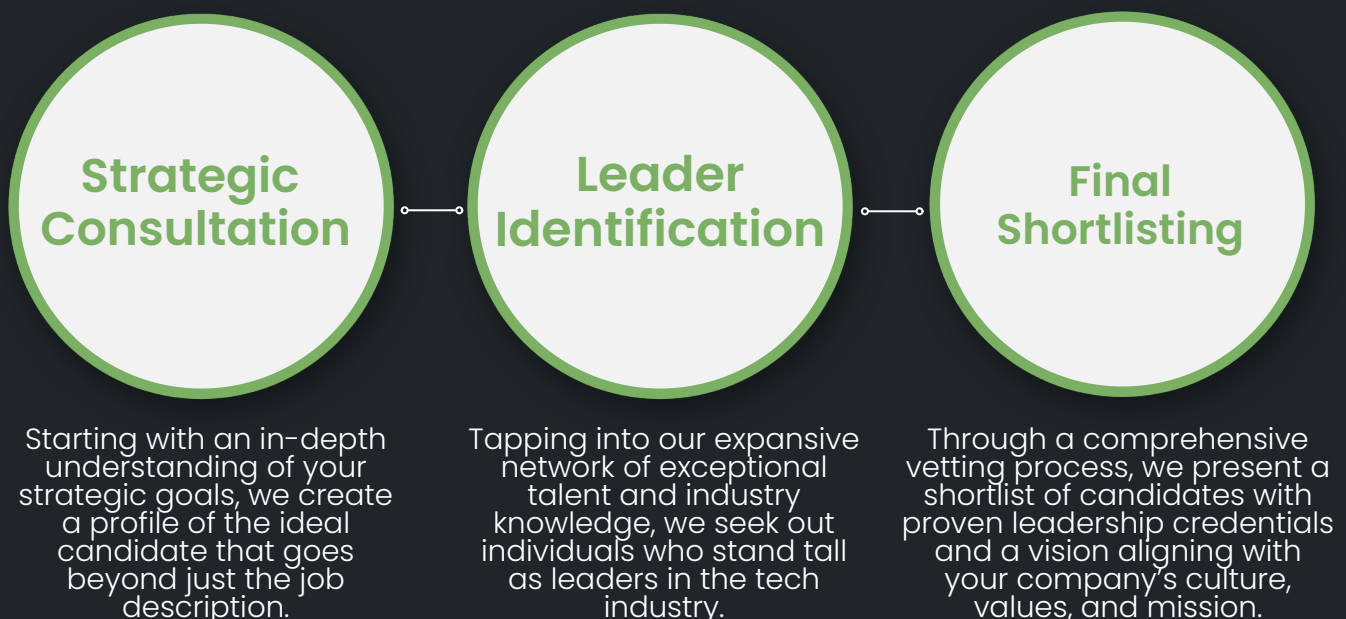 Strategic
Consultation
Leader
Identification
Final
Shortlisting
Starting with an in-depth
understanding of your
strategic goals, we create
a profile of the ideal
candidate that goes
beyond just the job
description.
Tapping into our expansive
network of exceptional
talent and industry
knowledge, we seek out
individuals who stand tall
as leaders in the tech
industry.
Through a comprehensive
vetting process, we present a
shortlist of candidates with
proven leadership credentials
and a vision aligning with
your company’s culture,
values, and mission.